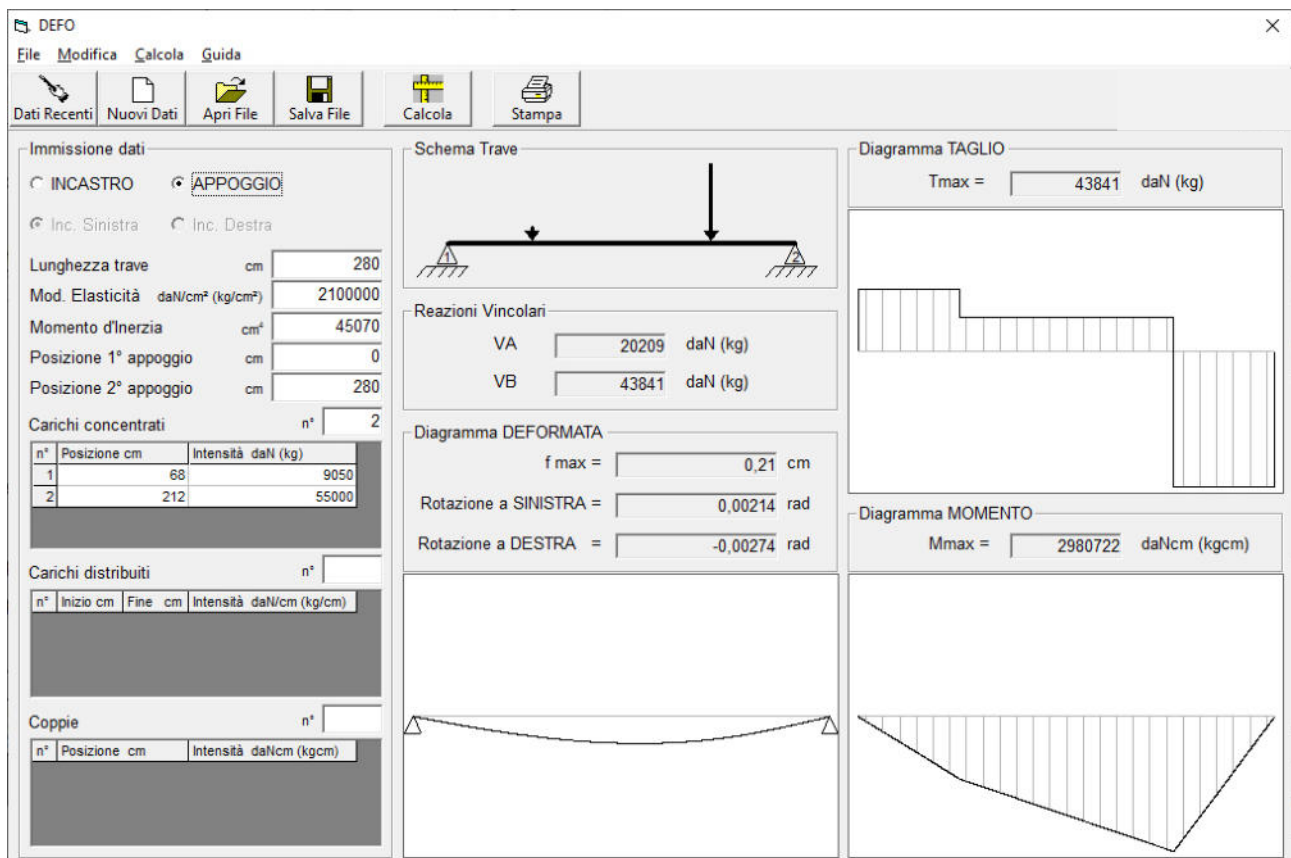 DEFO
File Modifica Calcola Guida
Dati Recenti Nuovi Dati Apri File Salva File Calcola Stampa
Immissione dati
INCASTRO APPOGGIO
Inc. Sinistra Inc. Destra
Lunghezza trave cm 280
Mod. Elasticità daN/cm² (kg/cm²) 2100000
Momento d'Inerzia cm⁴ 45070
Posizione 1° appoggio cm 0
Posizione 2° appoggio cm 280
Carichi concentrati n° 2
n° Posizione cm Intensità daN (kg)
1 68 9050
2 212 55000
Carichi distribuiti n°
n° Inizio cm Fine cm Intensità daN/cm (kg/cm)
Coppie n°
n° Posizione cm Intensità daNcm (kgcm)
Schema Trave
1 2
Reazioni Vincolari
VA 20209 daN (kg)
VB 43841 daN (kg)
Diagramma DEFORMATA
f max = 0,21 cm
Rotazione a SINISTRA = 0,00214 rad
Rotazione a DESTRA = -0,00274 rad
Diagramma TAGLIO
Tmax = 43841 daN (kg)
Diagramma MOMENTO
Mmax = 2980722 daNcm (kgcm)